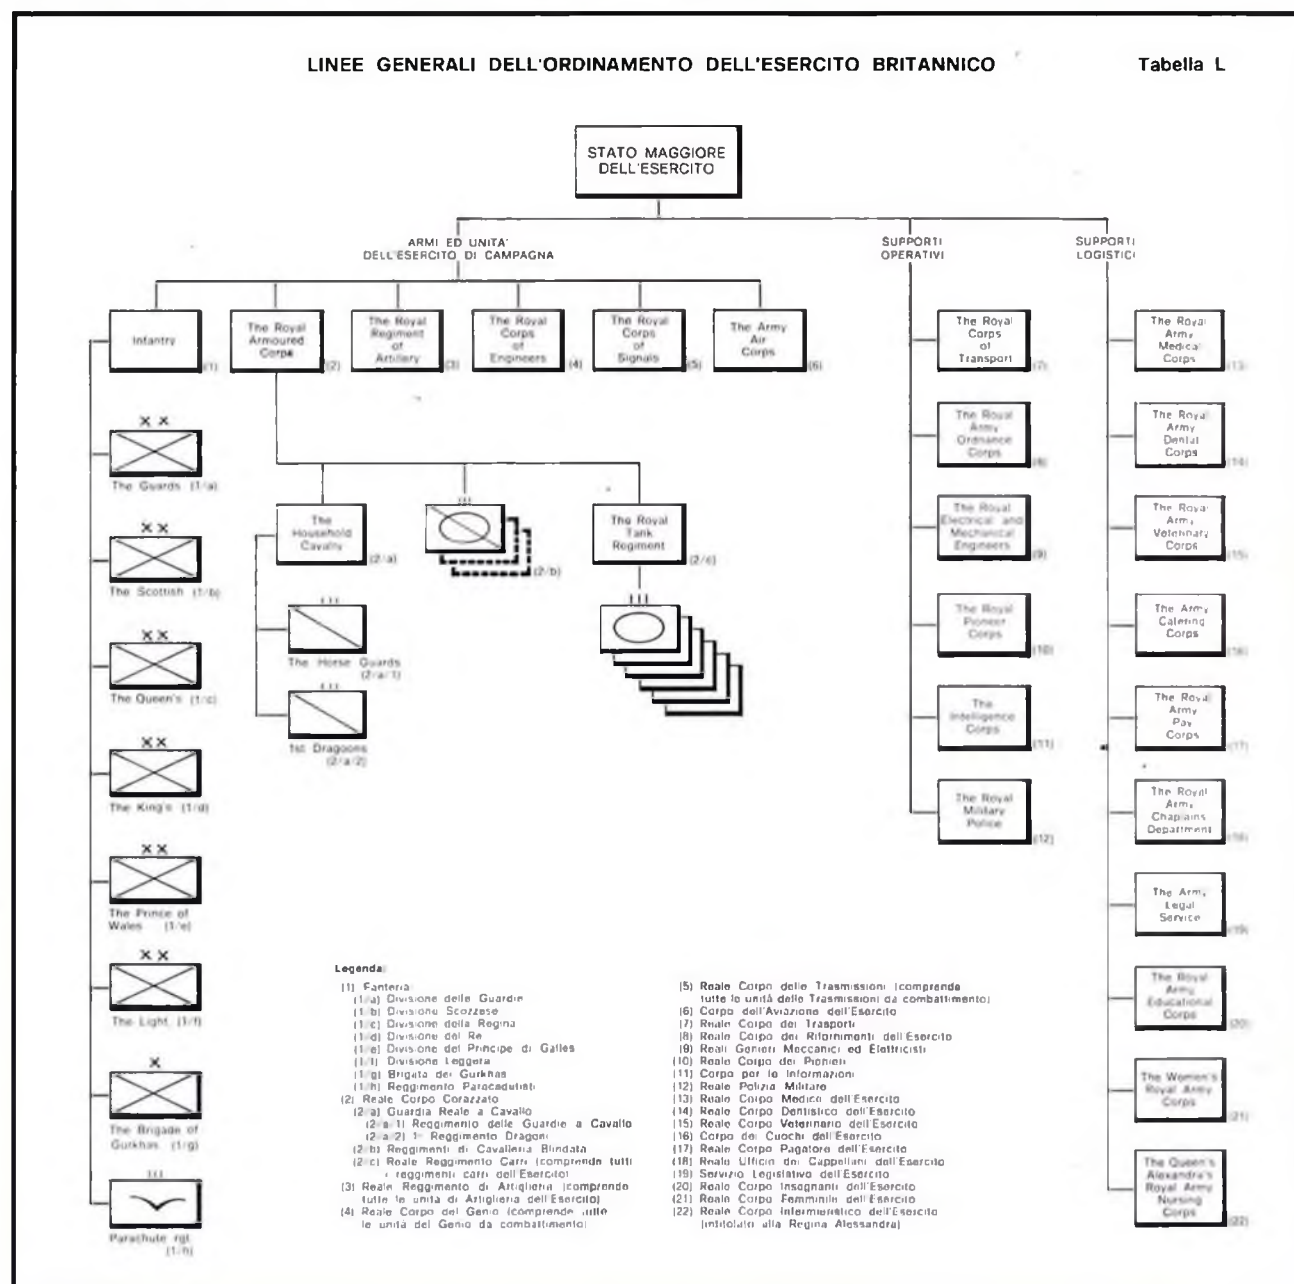 LINEE GENERALI DELL'ORDINAMENTO DELL'ESERCITO BRITANNICO
Tabella L
STATO MAGGIORE
DELL'ESERCITO
ARMI ED UNITA'
DELL'ESERCITO DI CAMPAGNA
SUPPORTI
OPERATIVI
SUPPORTI
LOGISTICI
Infantry
(1)
The Royal
Armoured
Corps
(2)
The Royal
Regiment
of
Artillery
(3)
The Royal
Corps
of
Engineers
(4)
The Royal
Corps
of
Signals
(5)
The Army
Air
Corps
(6)
X X
The Guards (1/a)
X X
The Scottish (1/b)
X X
The Queen's (1/c)
X X
The King's (1/d)
X X
The Prince of
Wales (1/e)
X X
The Light (1/f)
X
The Brigade of
Gurkhas (1/g)
III
Parachute rgt.
(1/h)
The
Household
Cavalry
(2/a)
III
The Horse Guards
(2/a/1)
III
1st Dragoons
(2/a/2)
III
(2/b)
The Royal
Tank
Regiment
(2/c)
III
The Royal
Corps
of
Transport
(7)
The Royal
Army
Ordnance
Corps
(8)
The Royal
Electrical and
Mechanical
Engineers
(9)
The Royal
Pioneer
Corps
(10)
The
Intelligence
Corps
(11)
The Royal
Military
Police
(12)
The Royal
Army
Medical
Corps
(13)
The Royal
Army
Dental
Corps
(14)
The Royal
Army
Veterinary
Corps
(15)
The Army
Catering
Corps
(16)
The Royal
Army
Pay
Corps
(17)
The Royal
Army
Chaplains
Department
(18)
The Army
Legal
Service
(19)
The Royal
Army
Educational
Corps
(20)
The Women's
Royal Army
Corps
(21)
The Queen's
Alexandra's
Royal Army
Nursing
Corps
(22)
Legenda:
(1) Fanteria
(1/a) Divisione delle Guardie
(1/b) Divisione Scozzese
(1/c) Divisione della Regina
(1/d) Divisione del Re
(1/e) Divisione del Principe di Galles
(1/f) Divisione Leggera
(1/g) Brigata dei Gurkhas
(1/h) Reggimento Paracadutisti
(2) Reale Corpo Corazzato
(2/a) Guardia Reale a Cavallo
(2/a/1) Reggimento delle Guardie a Cavallo
(2/a/2) 1° Reggimento Dragoni
(2/b) Reggimenti di Cavalleria Blindata
(2/c) Reale Reggimento Carri (comprende tutti
i reggimenti carri dell'Esercito)
(3) Reale Reggimento di Artiglieria (comprende
tutte le unità di Artiglieria dell'Esercito)
(4) Reale Corpo del Genio (comprende tutte
le unità del Genio da combattimento)
(5) Reale Corpo delle Trasmissioni (comprende
tutte le unità delle Trasmissioni da combattimento)
(6) Corpo dell'Aviazione dell'Esercito
(7) Reale Corpo dei Trasporti
(8) Reale Corpo dei Rifornimenti dell'Esercito
(9) Reali Genieri Meccanici ed Elettricisti
(10) Reale Corpo dei Pionieri
(11) Corpo per le Informazioni
(12) Reale Polizia Militare
(13) Reale Corpo Medico dell'Esercito
(14) Reale Corpo Dentistico dell'Esercito
(15) Reale Corpo Veterinario dell'Esercito
(16) Corpo dei Cuochi dell'Esercito
(17) Reale Corpo Pagatore dell'Esercito
(18) Reale Ufficio dei Cappellani dell'Esercito
(19) Servizio Legislativo dell'Esercito
(20) Reale Corpo Insegnanti dell'Esercito
(21) Reale Corpo Femminile dell'Esercito
(22) Reale Corpo Infermieristico dell'Esercito
(intitolato alla Regina Alessandra)